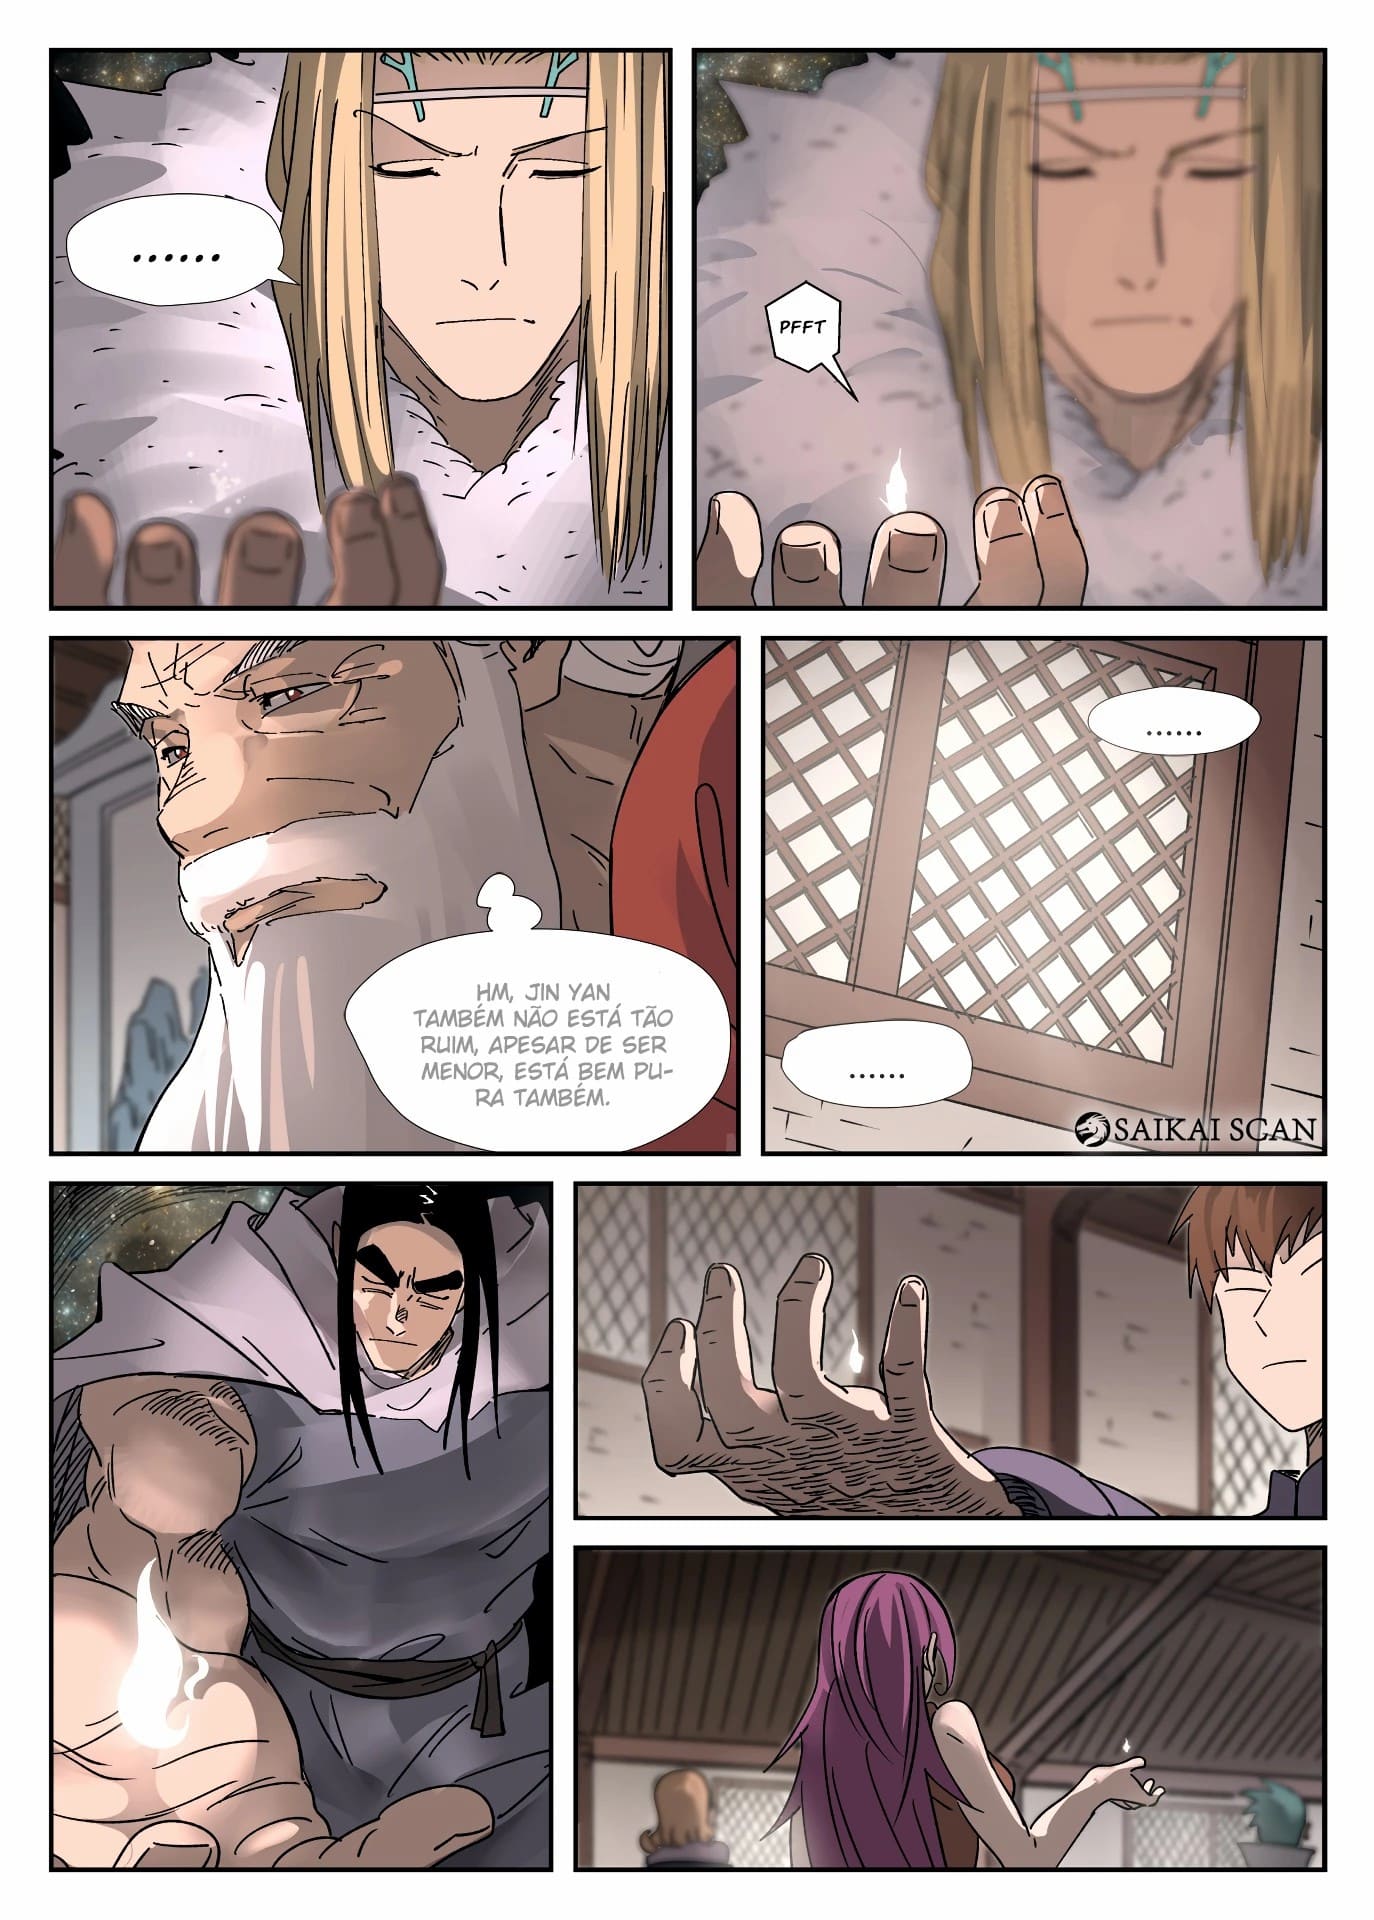 ......
PFFT
HM, JIN YAN
TAMBÉM NÃO ESTÁ TÃO
RUIM, APESAR DE SER
MENOR, ESTÁ BEM PU-
RA TAMBÉM.
......
......
SAIKAI SCAN